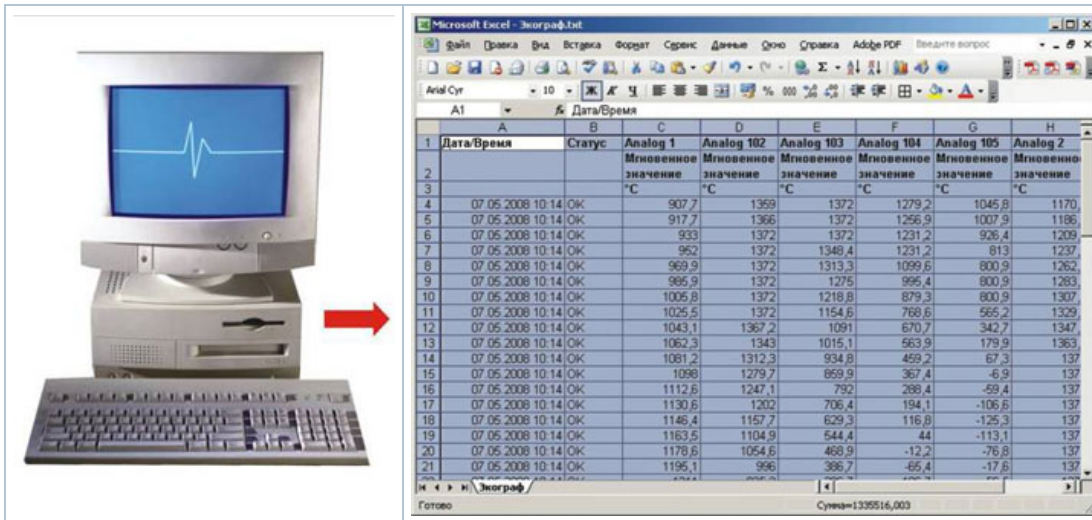 Microsoft Excel - Экограф.txt
Файл Правка Вид Вставка Формат Сервис Данные Окно Справка Adobe PDF Введите вопрос
Arial Cyr 10 Ж К Ч % 000
A1 fx Дата/Время
A B C D E F G H
1 Дата/Время Статус Analog 1 Analog 102 Analog 103 Analog 104 Analog 105 Analog 2
Мгновенное Мгновенное Мгновенное Мгновенное Мгновенное Мгновенно
2 значение значение значение значение значение значение
3 °C °C °C °C °C °C
4 07.05.2008 10:14 OK 907,7 1359 1372 1279,2 1045,8 1170,
5 07.05.2008 10:14 OK 917,7 1366 1372 1256,9 1007,9 1186,
6 07.05.2008 10:14 OK 933 1372 1372 1231,2 926,4 1209
7 07.05.2008 10:14 OK 952 1372 1348,4 1231,2 813 1237,
8 07.05.2008 10:14 OK 969,9 1372 1313,3 1099,6 800,9 1262,
9 07.05.2008 10:14 OK 985,9 1372 1275 995,4 800,9 1283,
10 07.05.2008 10:14 OK 1005,8 1372 1218,8 879,3 800,9 1307,
11 07.05.2008 10:14 OK 1025,5 1372 1154,6 768,6 565,2 1329
12 07.05.2008 10:14 OK 1043,1 1367,2 1091 670,7 342,7 1347,
13 07.05.2008 10:14 OK 1062,3 1343 1015,1 563,9 179,9 1363,
14 07.05.2008 10:14 OK 1081,2 1312,3 934,8 459,2 67,3 137
15 07.05.2008 10:14 OK 1098 1279,7 859,9 367,4 -6,9 137
16 07.05.2008 10:14 OK 1112,6 1247,1 792 288,4 -59,4 137
17 07.05.2008 10:14 OK 1130,6 1202 706,4 194,1 -106,6 137
18 07.05.2008 10:14 OK 1146,4 1157,7 629,3 116,8 -125,3 137
19 07.05.2008 10:14 OK 1163,5 1104,9 544,4 44 -113,1 137
20 07.05.2008 10:14 OK 1178,6 1054,6 468,9 -12,2 -76,8 137
21 07.05.2008 10:14 OK 1195,1 996 386,7 -65,4 -17,6 137
Экограф
Готово Сумма=1335516,003